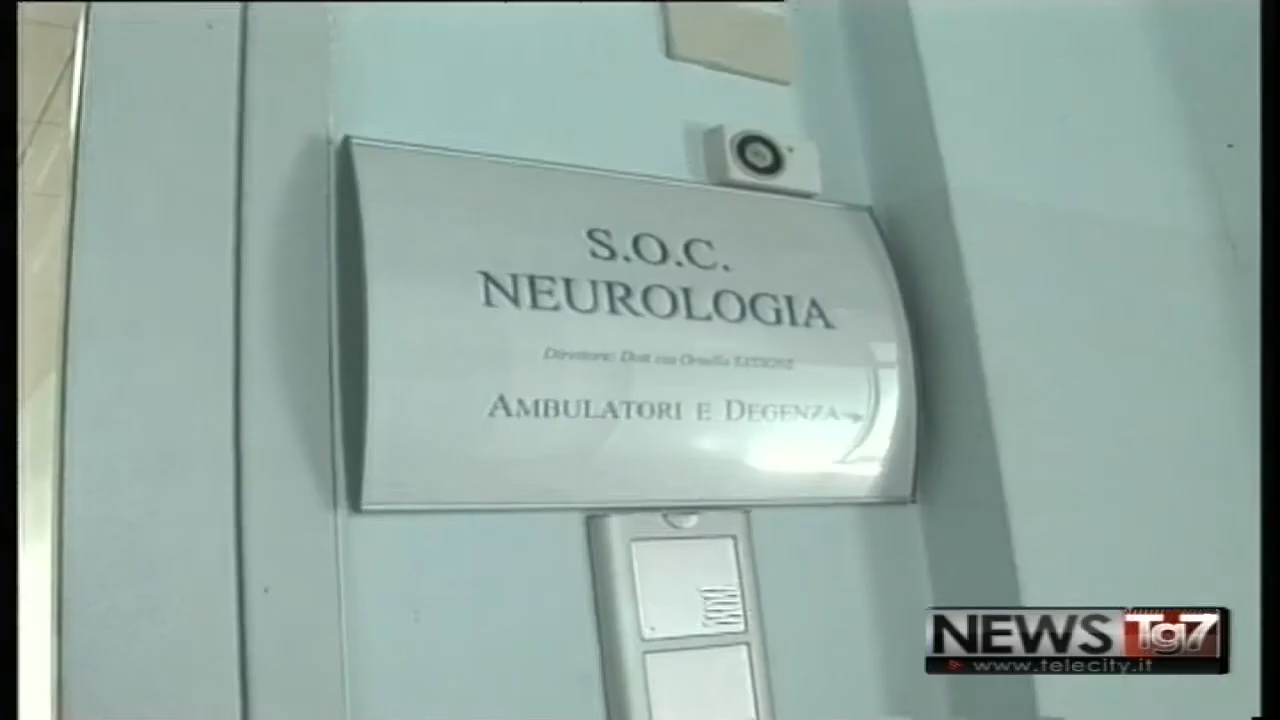 S.O.C.
NEUROLOGIA
Direttore: Dott.ssa Ornella
AMBULATORI E DEGENZA
NEWS Tg7
www.telecity.it